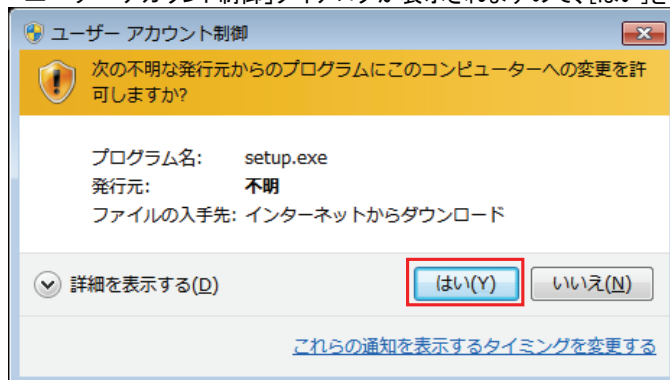 ユーザー アカウント制御
次の不明な発行元からのプログラムにこのコンピューターへの変更を許
可しますか?
プログラム名: setup.exe
発行元: 不明
ファイルの入手先: インターネットからダウンロード
詳細を表示する(D)
はい(Y)
いいえ(N)
これらの通知を表示するタイミングを変更する